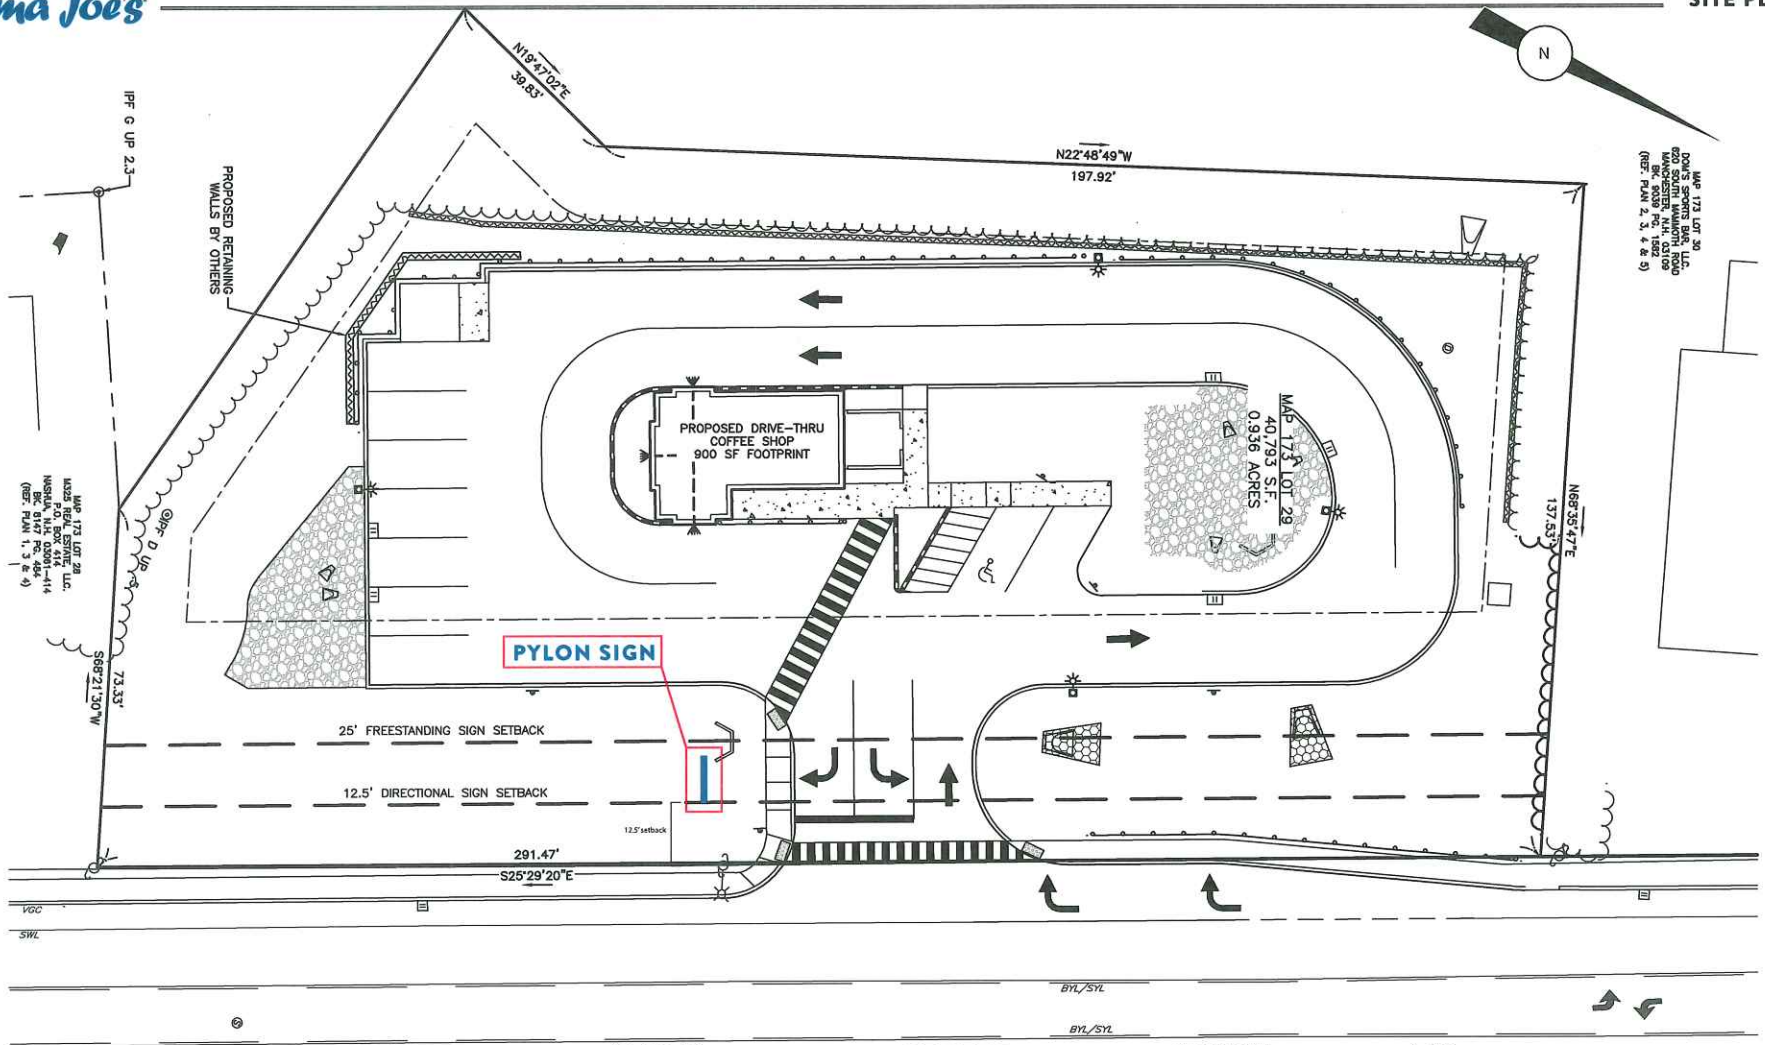 ma Joe's
N19°47'02"E
39.83'
N
IPF G UP 2.3
N22°48'49"W
197.92'
MAP 173 LOT 30
DOM'S SPORTS BAR, LLC.
620 SOUTH MAMMOTH ROAD
MANCHESTER, N.H. 03109
BK. 9039 PG. 1582
(REF. PLAN 2, 3, 4 & 5)
PROPOSED RETAINING
WALLS BY OTHERS
PROPOSED DRIVE-THRU
COFFEE SHOP
900 SF FOOTPRINT
MAP 173 LOT 29
40,793 S.F.
0.936 ACRES
N68°35'47"E
137.53'
MAP 173 LOT 28
M325 REAL ESTATE, LLC.
P.O. BOX 414
NASHUA, N.H. 03061-414
BK. 8147 PG. 484
(REF. PLAN 1, 3 & 4)
IPF D UP
73.33'
S68°21'30"W
PYLON SIGN
25' FREESTANDING SIGN SETBACK
12.5' DIRECTIONAL SIGN SETBACK
12.5' setback
291.47'
S25°29'20"E
VGC
SWL
BYL/SYL
BYL/SYL